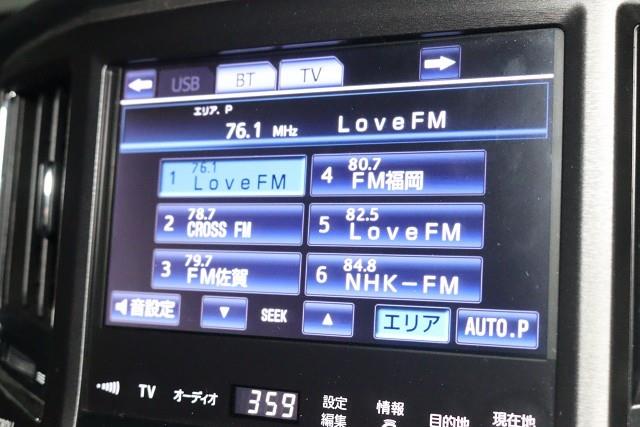 USB BT TV
エリア. P
76.1 MHz LoveFM
1 76.1 LoveFM
4 80.7 FM福岡
2 78.7 CROSS FM
5 82.5 LoveFM
3 79.7 FM佐賀
6 84.8 NHK-FM
音設定 ▼ SEEK ▲ エリア AUTO.P
TV オーディオ 359 設定編集 情報 目的地 現在地